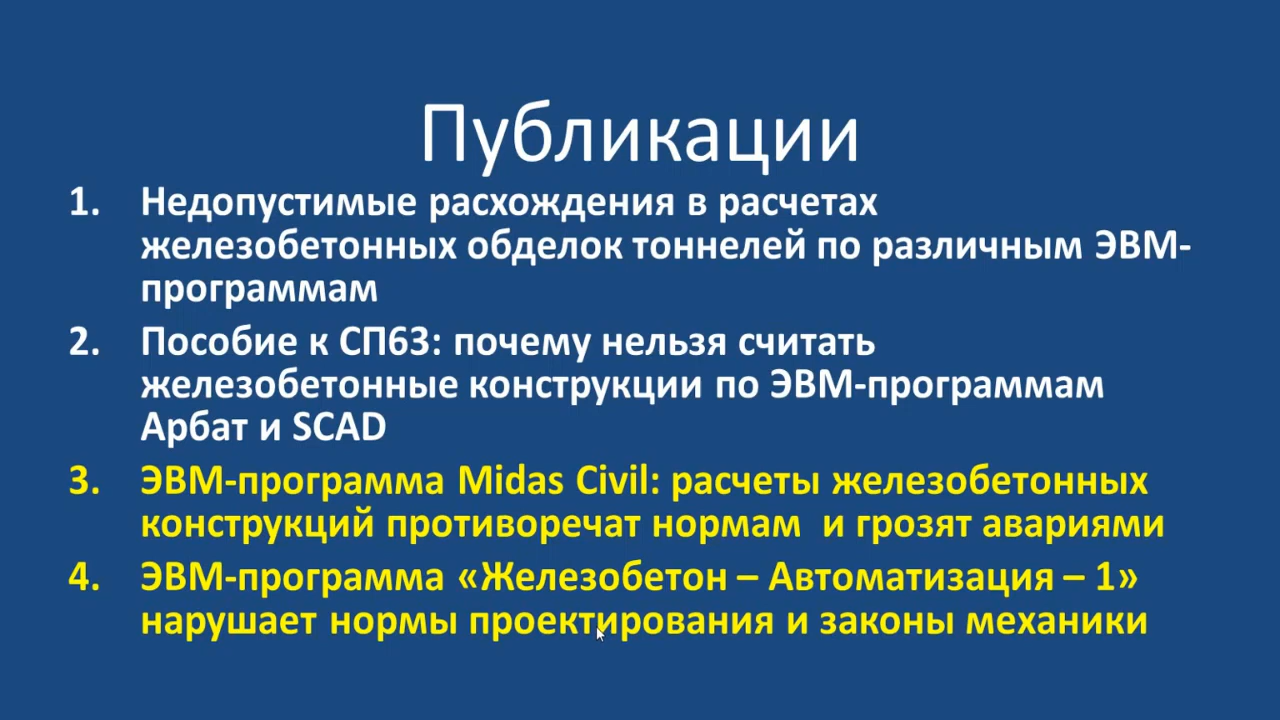 Публикации
1. Недопустимые расхождения в расчетах
железобетонных обделок тоннелей по различным ЭВМ-
программам
2. Пособие к СП63: почему нельзя считать
железобетонные конструкции по ЭВМ-программам
Арбат и SCAD
3. ЭВМ-программа Midas Civil: расчеты железобетонных
конструкций противоречат нормам и грозят авариями
4. ЭВМ-программа «Железобетон – Автоматизация – 1»
нарушает нормы проектирования и законы механики